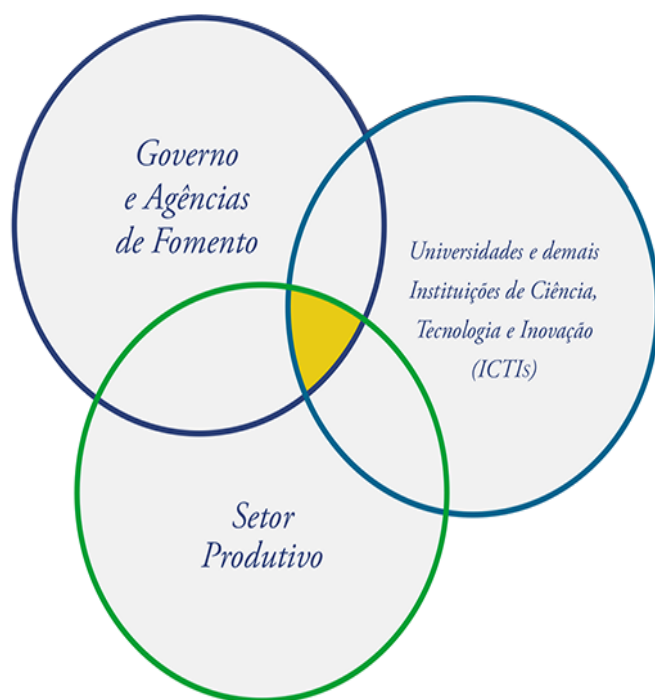 Governo
e Agências
de Fomento
Universidades e demais
Instituições de Ciência,
Tecnologia e Inovação
(ICTIs)
Setor
Produtivo